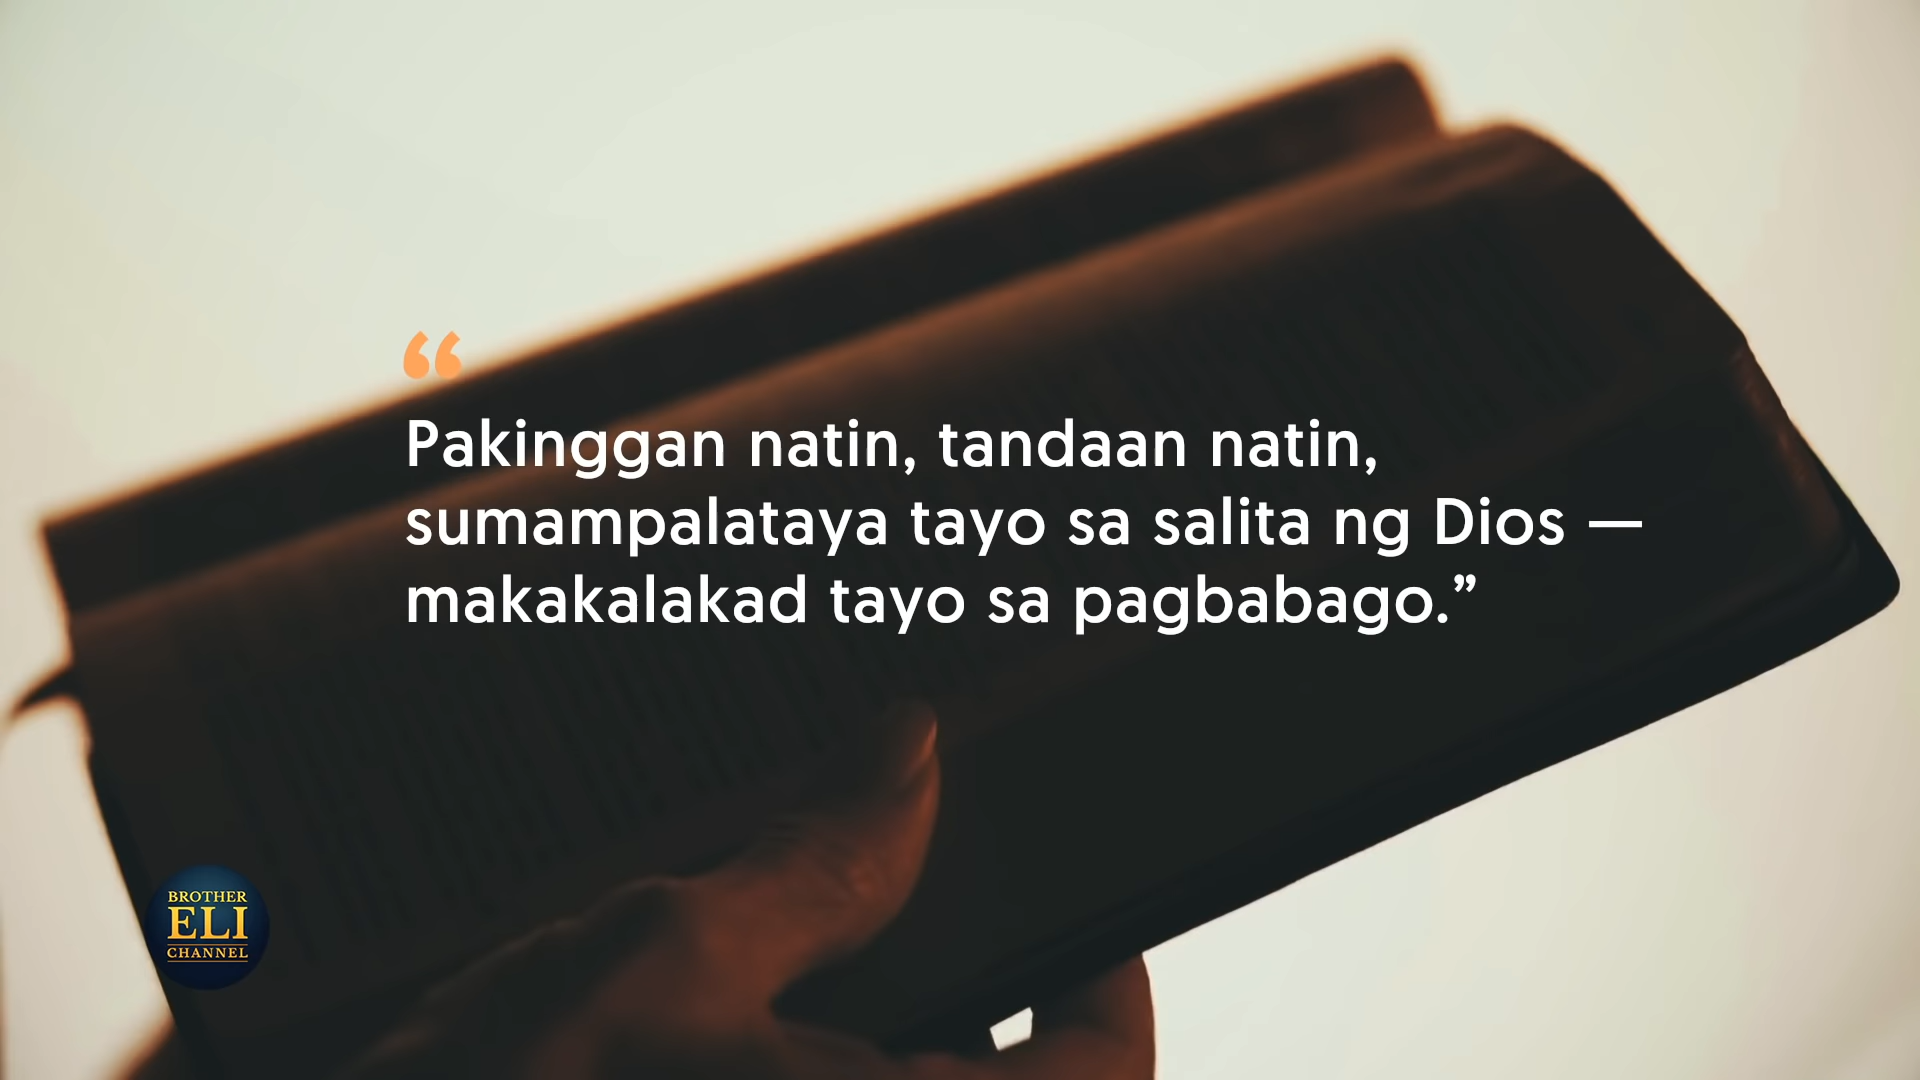 “
Pakinggan natin, tandaan natin,
sumampalataya tayo sa salita ng Dios —
makakalakad tayo sa pagbabago.”
BROTHER
ELI
CHANNEL